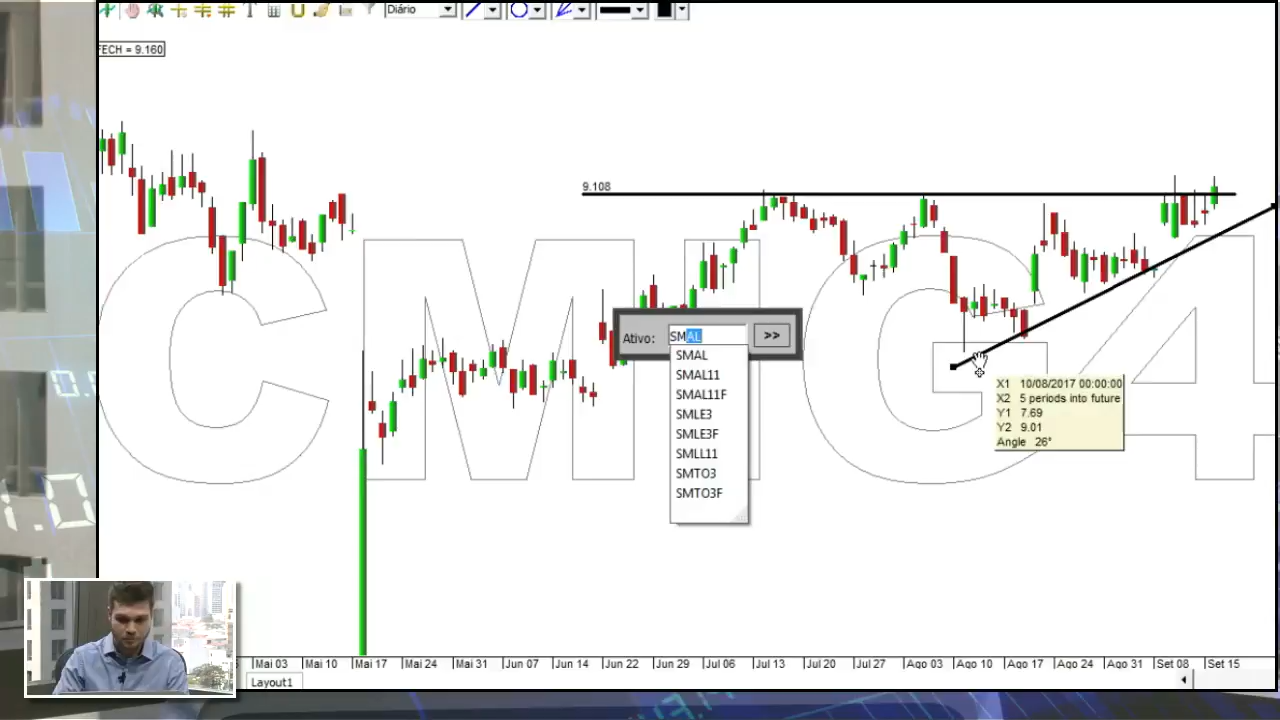 Diário
FECH = 9.160
9.108
CMIG4
Ativo: SMAL >>
SMAL
SMAL11
SMAL11F
SMLE3
SMLE3F
SMLL11
SMTO3
SMTO3F
X1 10/08/2017 00:00:00
X2 5 periods into future
Y1 7.69
Y2 9.01
Angle 26°
Mai 03 Mai 10 Mai 17 Mai 24 Mai 31 Jun 07 Jun 14 Jun 22 Jun 29 Jul 06 Jul 13 Jul 20 Jul 27 Ago 03 Ago 10 Ago 17 Ago 24 Ago 31 Set 08 Set 15
Layout1